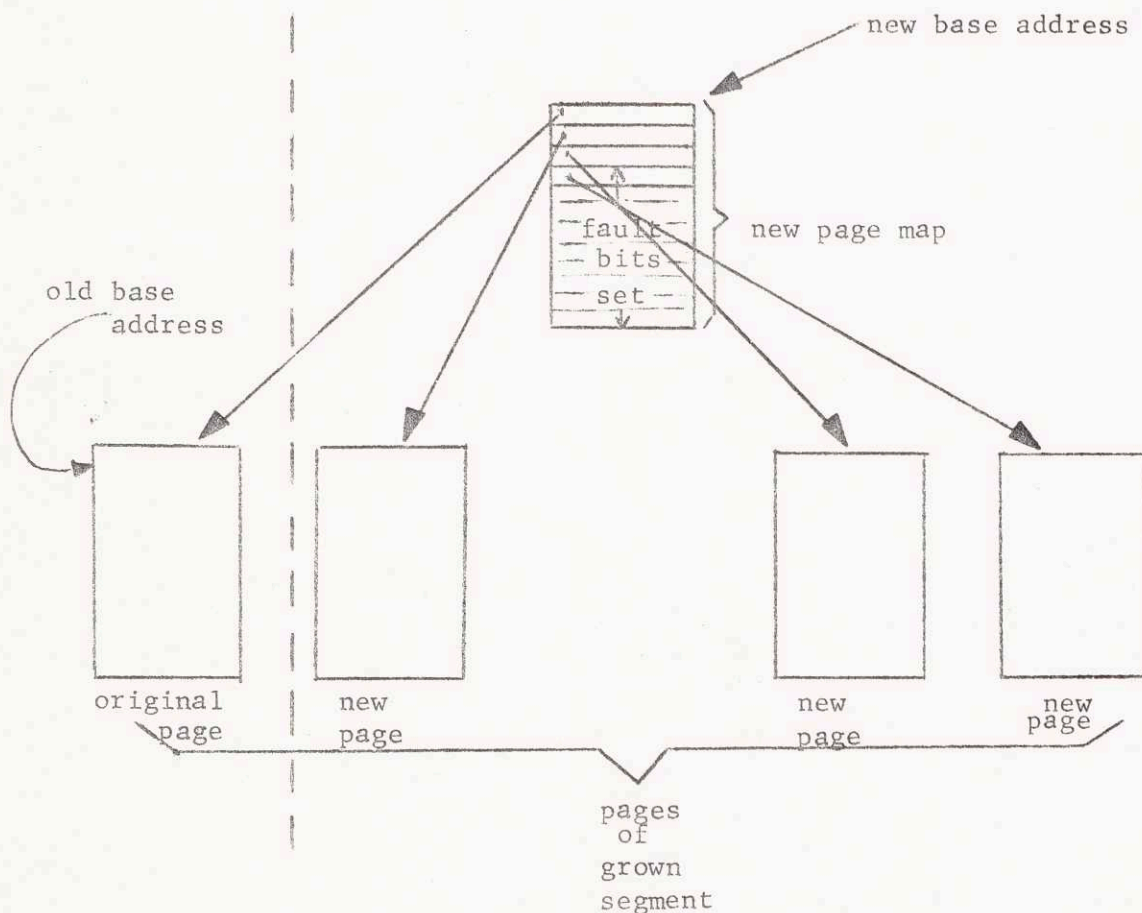 new base address
fault
bits
set
new page map
old base
address
original
page
new
page
new
page
new
page
pages
of
grown
segment